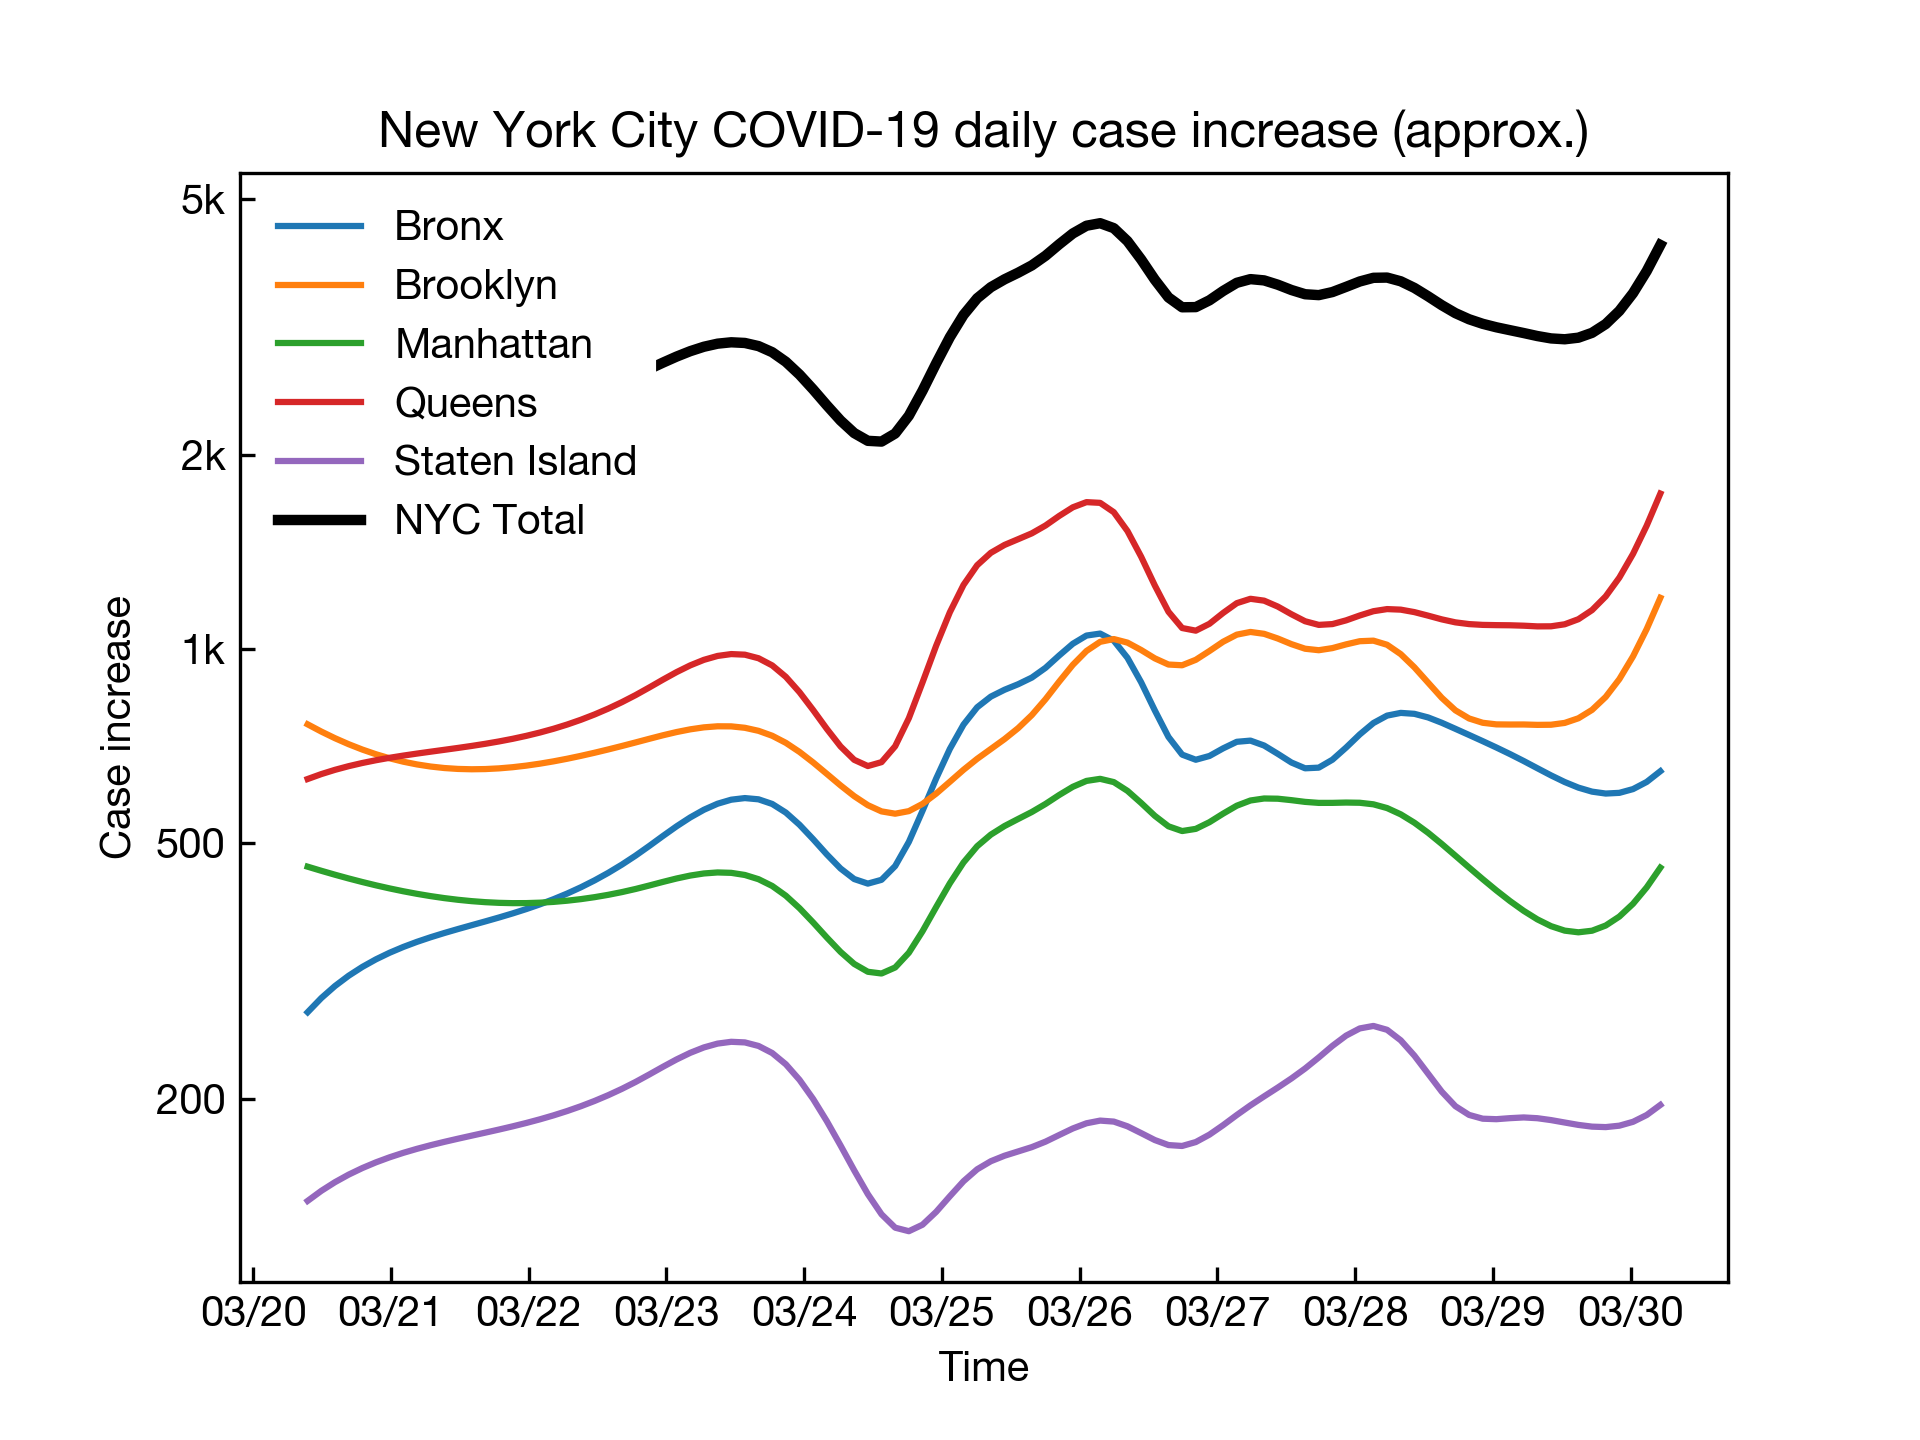 New York City COVID-19 daily case increase (approx.)
5k
2k
1k
500
200
Case increase
Bronx
Brooklyn
Manhattan
Queens
Staten Island
NYC Total
03/20 03/21 03/22 03/23 03/24 03/25 03/26 03/27 03/28 03/29 03/30
Time